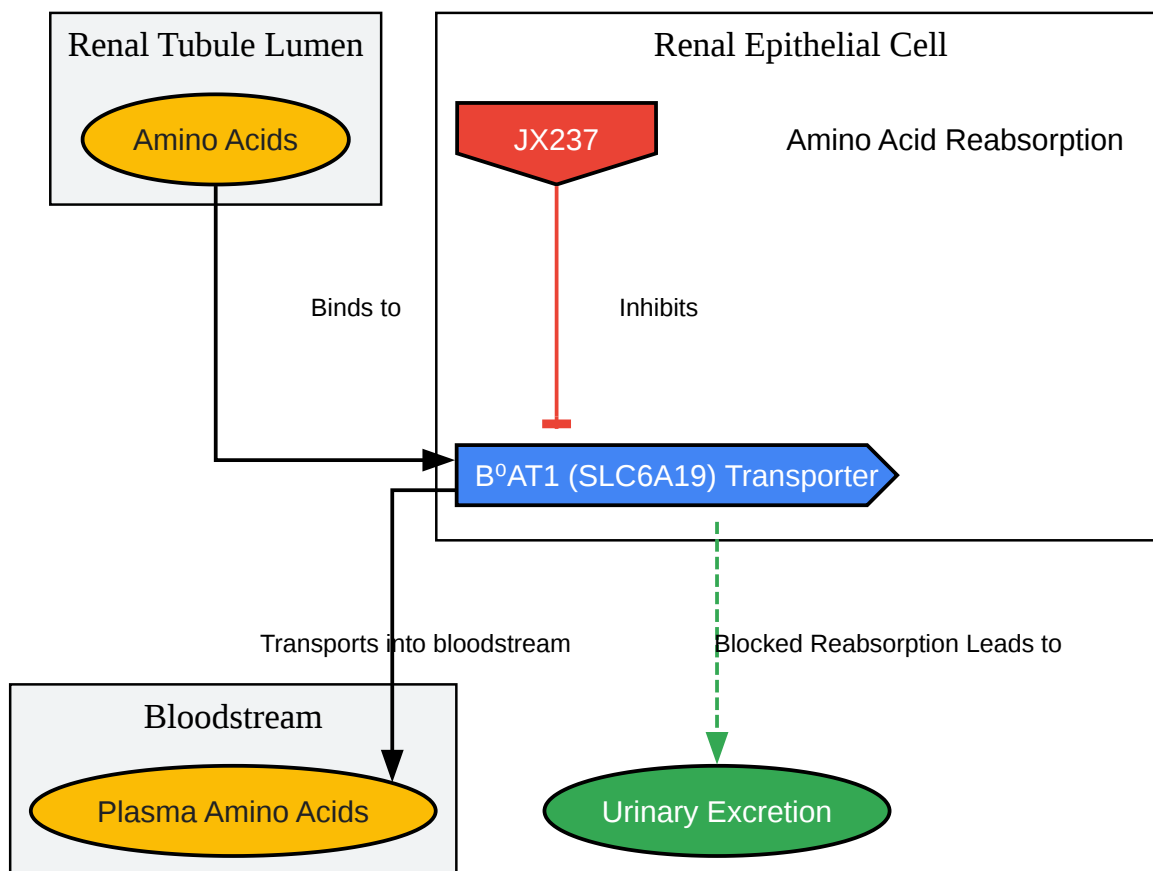 Renal Tubule Lumen
Renal Epithelial Cell
Amino Acids
JX237
Amino Acid Reabsorption
Binds to
Inhibits
B⁰AT1 (SLC6A19) Transporter
Transports into bloodstream
Blocked Reabsorption Leads to
Bloodstream
Plasma Amino Acids
Urinary Excretion